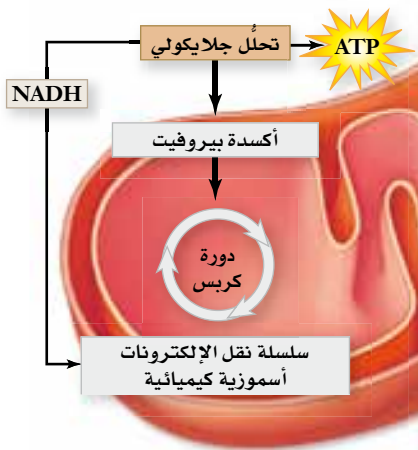 تحلُّل جلايكولي
ATP
NADH
أكسدة بيروفيت
دورة
كربس
سلسلة نقل الإلكترونات
أسموزية كيميائية